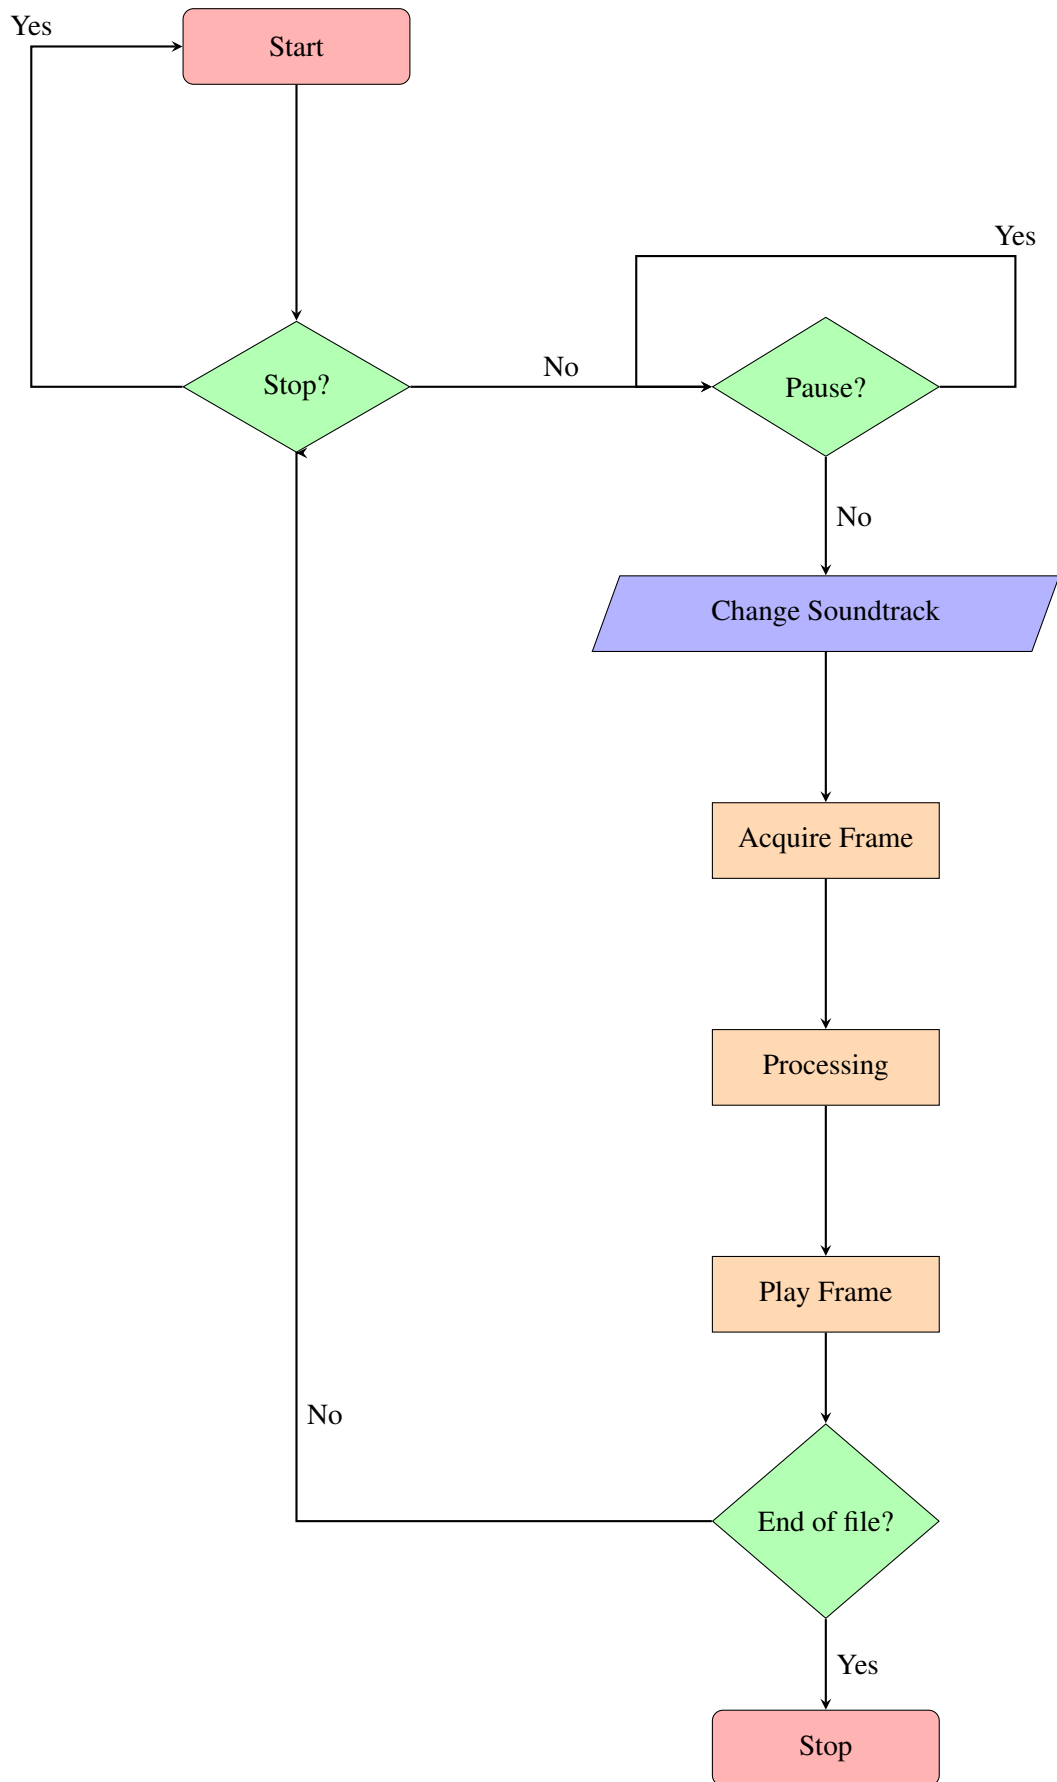 Yes
Start
Yes
No
Stop?
Pause?
No
Change Soundtrack
Acquire Frame
Processing
Play Frame
No
End of file?
Yes
Stop